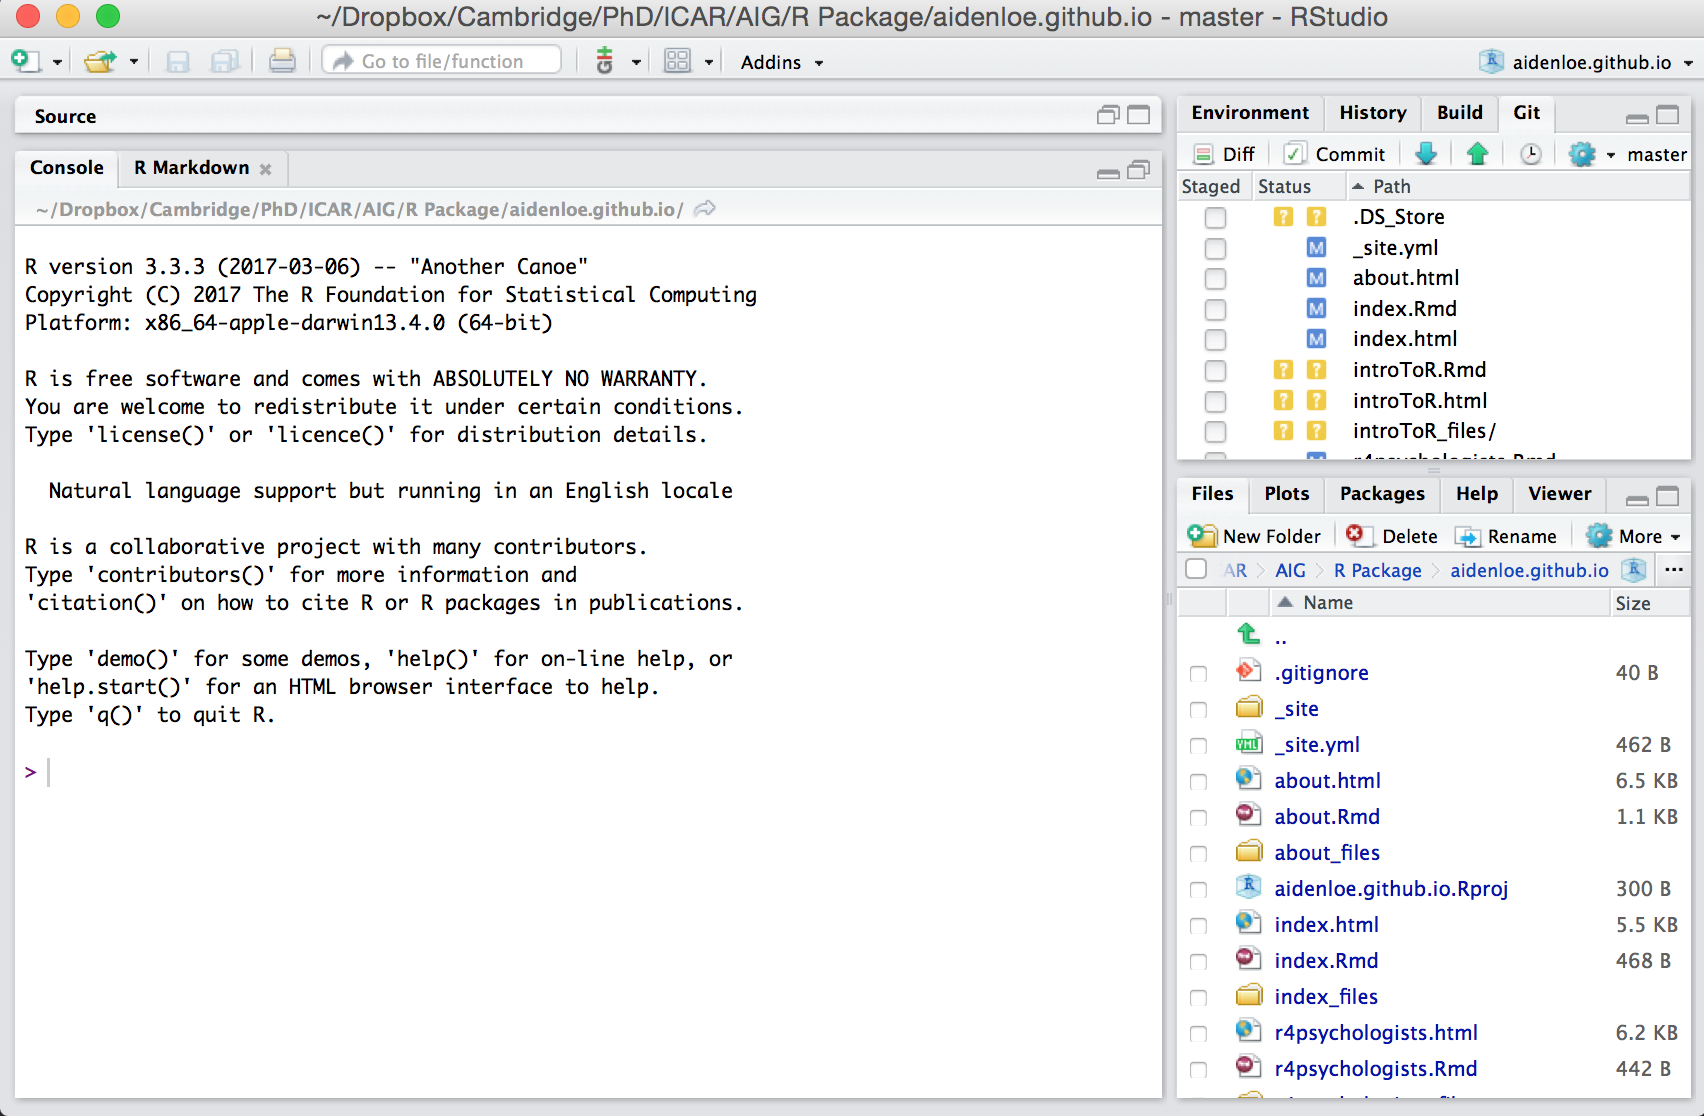 ~/Dropbox/Cambridge/PhD/ICAR/AIG/R Package/aidenloe.github.io - master - RStudio
Go to file/function
Addins
aidenloe.github.io
Source
Console
R Markdown
~/Dropbox/Cambridge/PhD/ICAR/AIG/R Package/aidenloe.github.io/
R version 3.3.3 (2017-03-06) -- "Another Canoe"
Copyright (C) 2017 The R Foundation for Statistical Computing
Platform: x86_64-apple-darwin13.4.0 (64-bit)
R is free software and comes with ABSOLUTELY NO WARRANTY.
You are welcome to redistribute it under certain conditions.
Type 'license()' or 'licence()' for distribution details.
Natural language support but running in an English locale
R is a collaborative project with many contributors.
Type 'contributors()' for more information and
'citation()' on how to cite R or R packages in publications.
Type 'demo()' for some demos, 'help()' for on-line help, or
'help.start()' for an HTML browser interface to help.
Type 'q()' to quit R.
>
Environment History Build Git
Diff Commit master
Staged Status Path
? ? .DS_Store
M _site.yml
M about.html
M index.Rmd
M index.html
? ? introToR.Rmd
? ? introToR.html
? ? introToR_files/
M r4psychologists.Rmd
Files Plots Packages Help Viewer
New Folder Delete Rename More
AR AIG R Package aidenloe.github.io ...
Name Size
..
.gitignore 40 B
_site
_site.yml 462 B
about.html 6.5 KB
about.Rmd 1.1 KB
about_files
aidenloe.github.io.Rproj 300 B
index.html 5.5 KB
index.Rmd 468 B
index_files
r4psychologists.html 6.2 KB
r4psychologists.Rmd 442 B